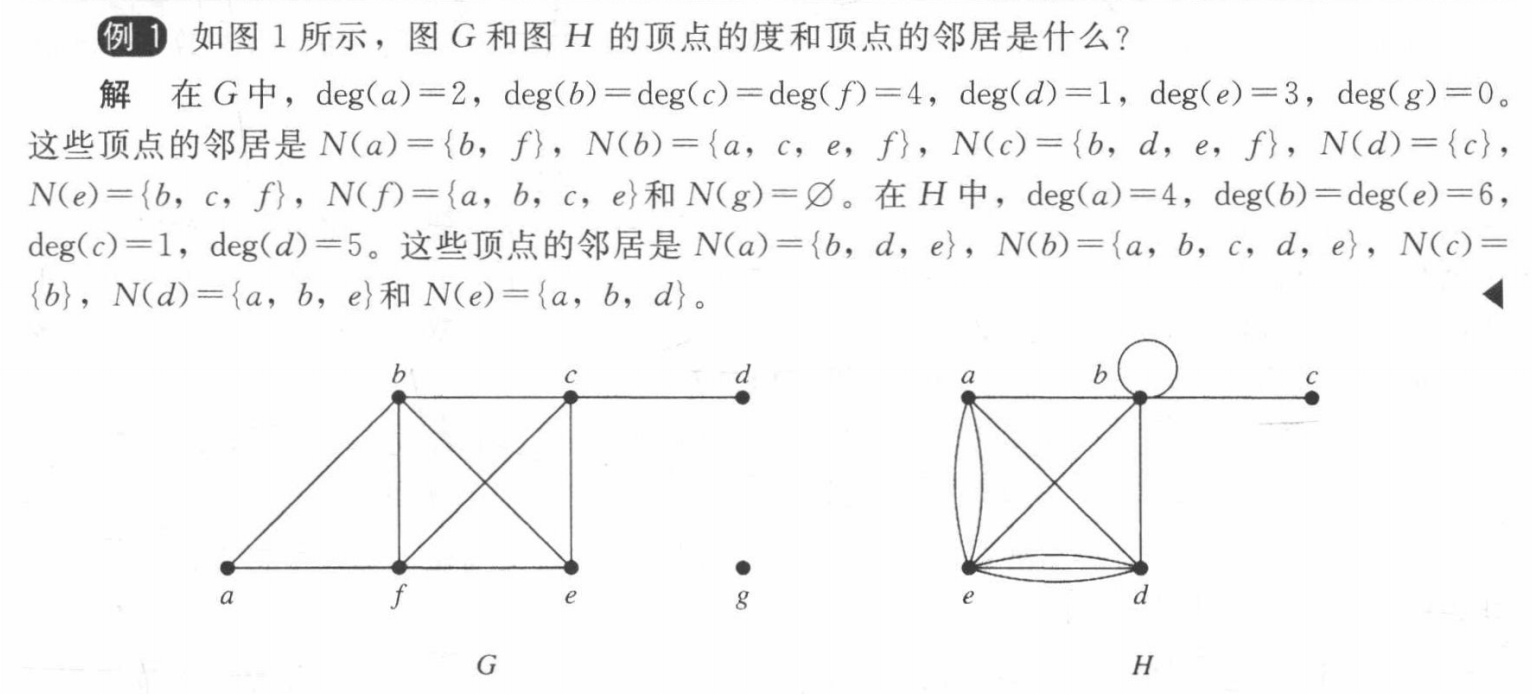 例1 如图 1 所示，图 G 和图 H 的顶点的度和顶点的邻居是什么？
解 在 G 中，deg(a)=2，deg(b)=deg(c)=deg(f)=4，deg(d)=1，deg(e)=3，deg(g)=0。
这些顶点的邻居是 N(a)={b，f}，N(b)={a，c，e，f}，N(c)={b，d，e，f}，N(d)={c}，
N(e)={b，c，f}，N(f)={a，b，c，e}和 N(g)=∅。在 H 中，deg(a)=4，deg(b)=deg(e)=6，
deg(c)=1，deg(d)=5。这些顶点的邻居是 N(a)={b，d，e}，N(b)={a，b，c，d，e}，N(c)=
{b}，N(d)={a，b，e}和 N(e)={a，b，d}。 ◀
b c d a b c
a f e g e d
G H